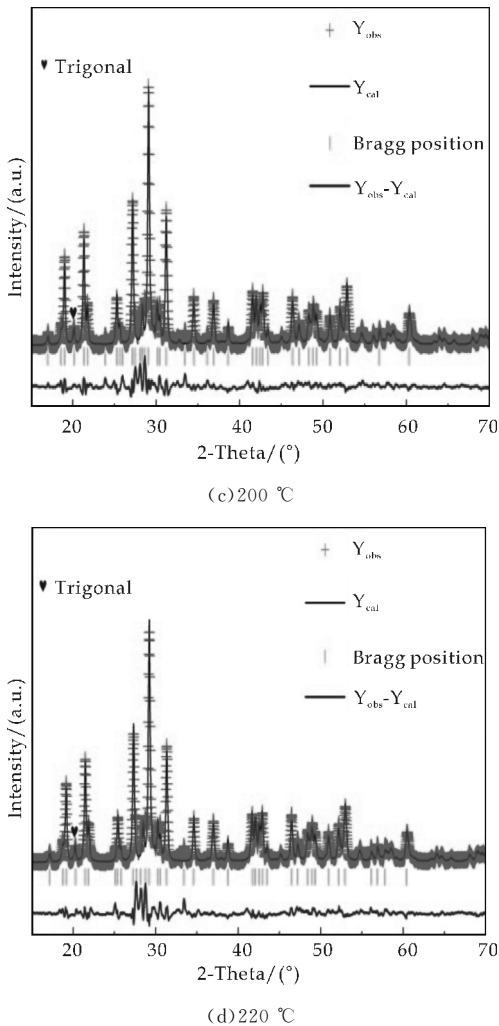 Y_obs
♥ Trigonal
Y_cal
Bragg position
Y_obs-Y_cal
Intensity/(a.u.)
20 30 40 50 60 70
2-Theta/(°)
(c)200 ℃
Y_obs
♥ Trigonal
Y_cal
Bragg position
Y_obs-Y_cal
Intensity/(a.u.)
20 30 40 50 60 70
2-Theta/(°)
(d)220 ℃